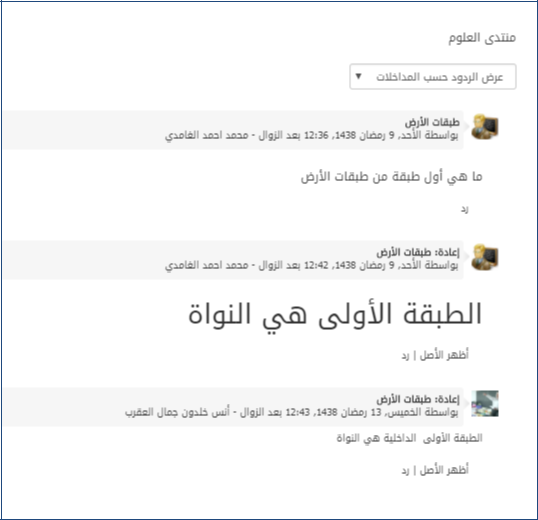 منتدى العلوم
عرض الردود حسب المداخلات
طبقات الأرض
بواسطة الأحد, 9 رمضان 1438, 12:36 بعد الزوال - محمد احمد الغامدي
ما هي أول طبقة من طبقات الأرض
رد
إعادة: طبقات الأرض
بواسطة الأحد, 9 رمضان 1438, 12:42 بعد الزوال - محمد احمد الغامدي
الطبقة الأولى هي النواة
أظهر الأصل | رد
إعادة: طبقات الأرض
بواسطة الخميس, 13 رمضان 1438, 12:43 بعد الزوال - أنس خلدون جمال العقرب
الطبقة الأولى الداخلية هي النواة
أظهر الأصل | رد